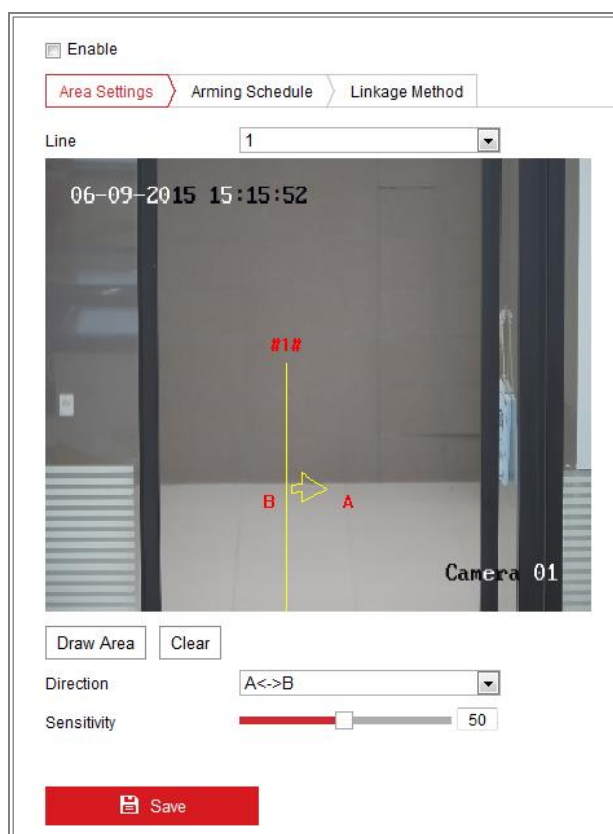 Enable
Area Settings Arming Schedule Linkage Method
Line 1
06-09-2015 15:15:52
#1#
B A
Camera 01
Draw Area Clear
Direction A<->B
Sensitivity 50
Save